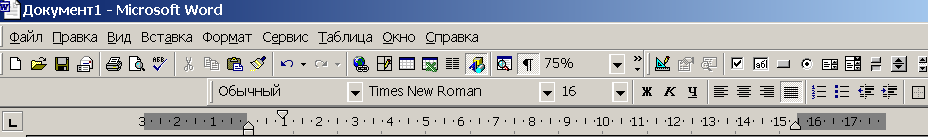 Документ1 - Microsoft Word
Файл Правка Вид Вставка Формат Сервис Таблица Окно Справка
75%
Обычный Times New Roman 16 Ж К Ч
3 2 1 1 2 3 4 5 6 7 8 9 10 11 12 13 14 15 16 17